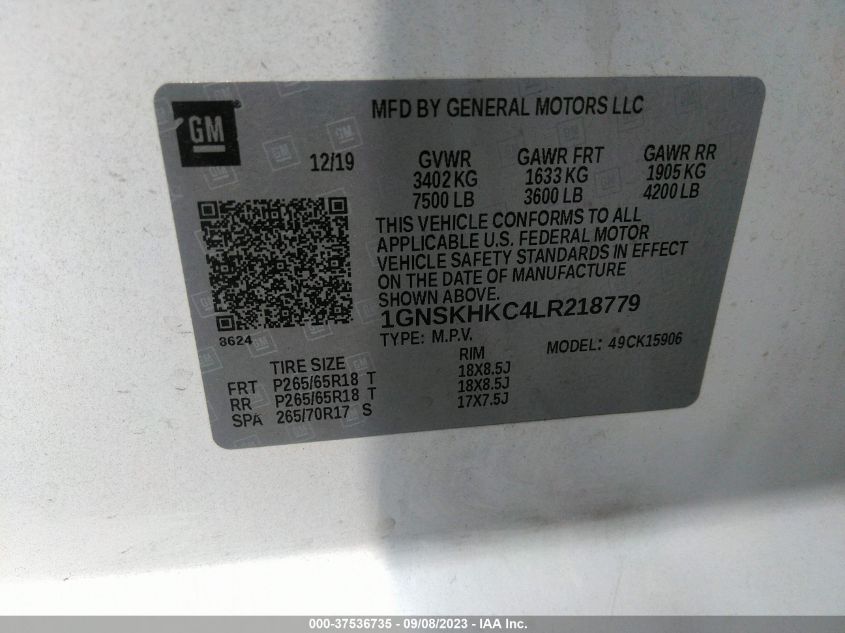 GM
MFD BY GENERAL MOTORS LLC
12/19
GVWR GAWR FRT GAWR RR
3402 KG 1633 KG 1905 KG
7500 LB 3600 LB 4200 LB
THIS VEHICLE CONFORMS TO ALL
APPLICABLE U.S. FEDERAL MOTOR
VEHICLE SAFETY STANDARDS IN EFFECT
ON THE DATE OF MANUFACTURE
SHOWN ABOVE.
1GNSKHKC4LR218779
8624
TYPE: M.P.V. MODEL: 49CK15906
TIRE SIZE RIM
FRT P265/65R18 T 18X8.5J
RR P265/65R18 T 18X8.5J
SPA 265/70R17 S 17X7.5J
000-37536735 - 09/08/2023 - IAA Inc.